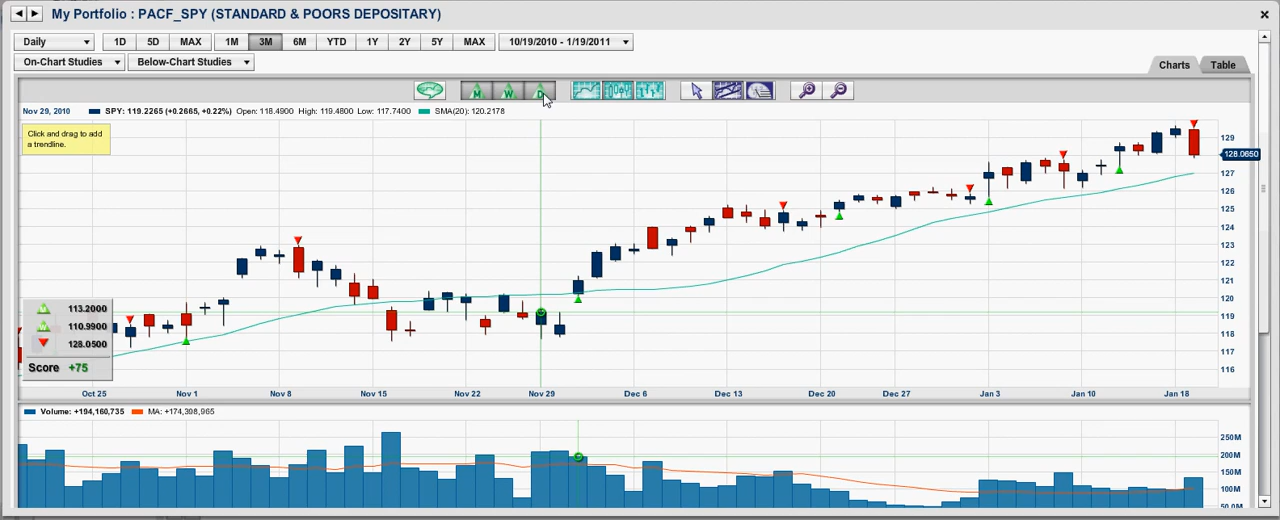 My Portfolio : PACF_SPY (STANDARD & POORS DEPOSITARY)
Daily 1D 5D MAX 1M 3M 6M YTD 1Y 2Y 5Y MAX 10/19/2010 - 1/19/2011
On-Chart Studies Below-Chart Studies Charts Table
M W D
Nov 29, 2010 SPY: 119.2265 (+0.2665, +0.22%) Open: 118.4900 High: 119.4800 Low: 117.7400 SMA(20): 120.2178
Click and drag to add
a trendline.
129
128.0650
127
126
125
124
123
122
121
120
119
118
117
116
M 113.2000
W 110.9900
128.0500
Score +75
Oct 25 Nov 1 Nov 8 Nov 15 Nov 22 Nov 29 Dec 6 Dec 13 Dec 20 Dec 27 Jan 3 Jan 10 Jan 18
Volume: +194,160,735 MA: +174,398,965
250M
200M
150M
100M
50.0M